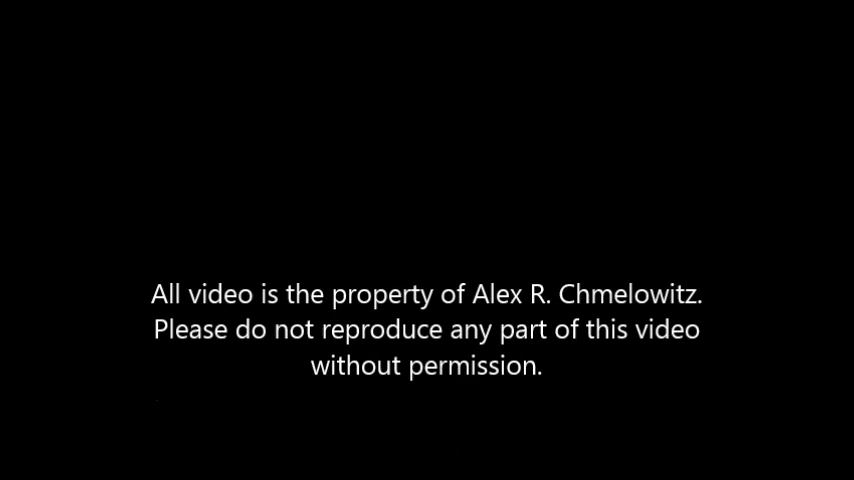 All video is the property of Alex R. Chmelowitz.
Please do not reproduce any part of this video
without permission.